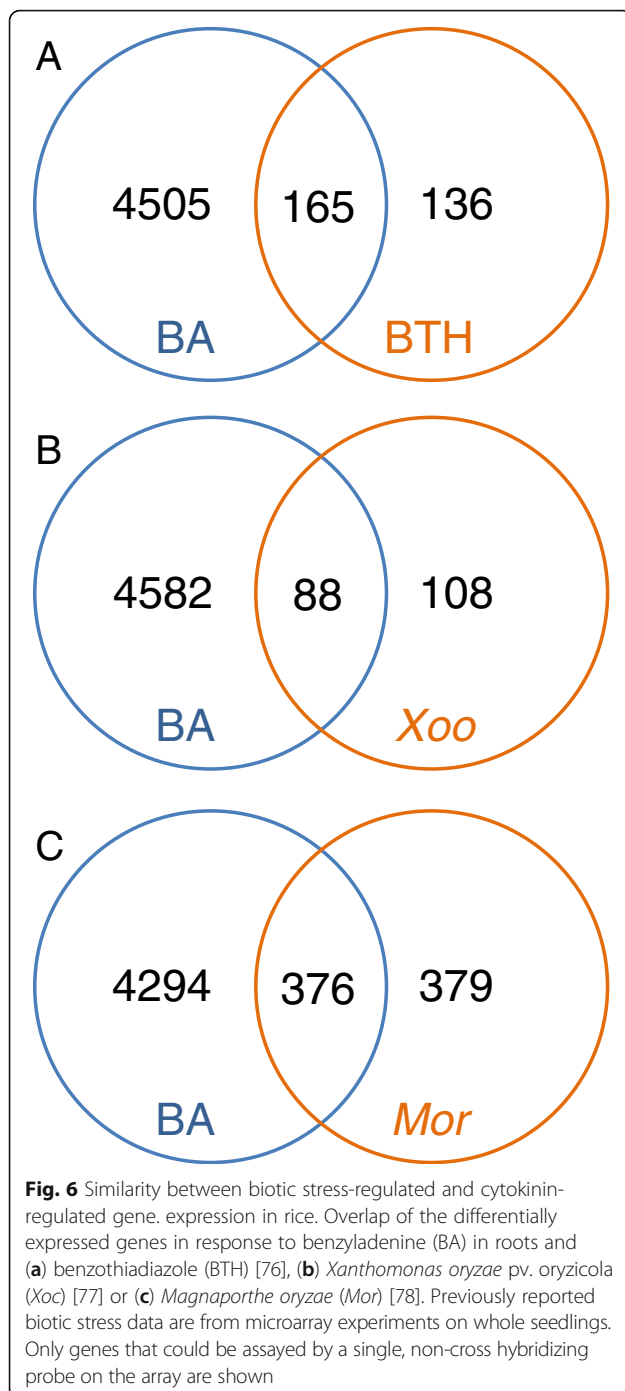 A
4505 165 136
BA BTH
B
4582 88 108
BA Xoo
C
4294 376 379
BA Mor
Fig. 6 Similarity between biotic stress-regulated and cytokinin-
regulated gene. expression in rice. Overlap of the differentially
expressed genes in response to benzyladenine (BA) in roots and
(a) benzothiadiazole (BTH) [76], (b) Xanthomonas oryzae pv. oryzicola
(Xoc) [77] or (c) Magnaporthe oryzae (Mor) [78]. Previously reported
biotic stress data are from microarray experiments on whole seedlings.
Only genes that could be assayed by a single, non-cross hybridizing
probe on the array are shown